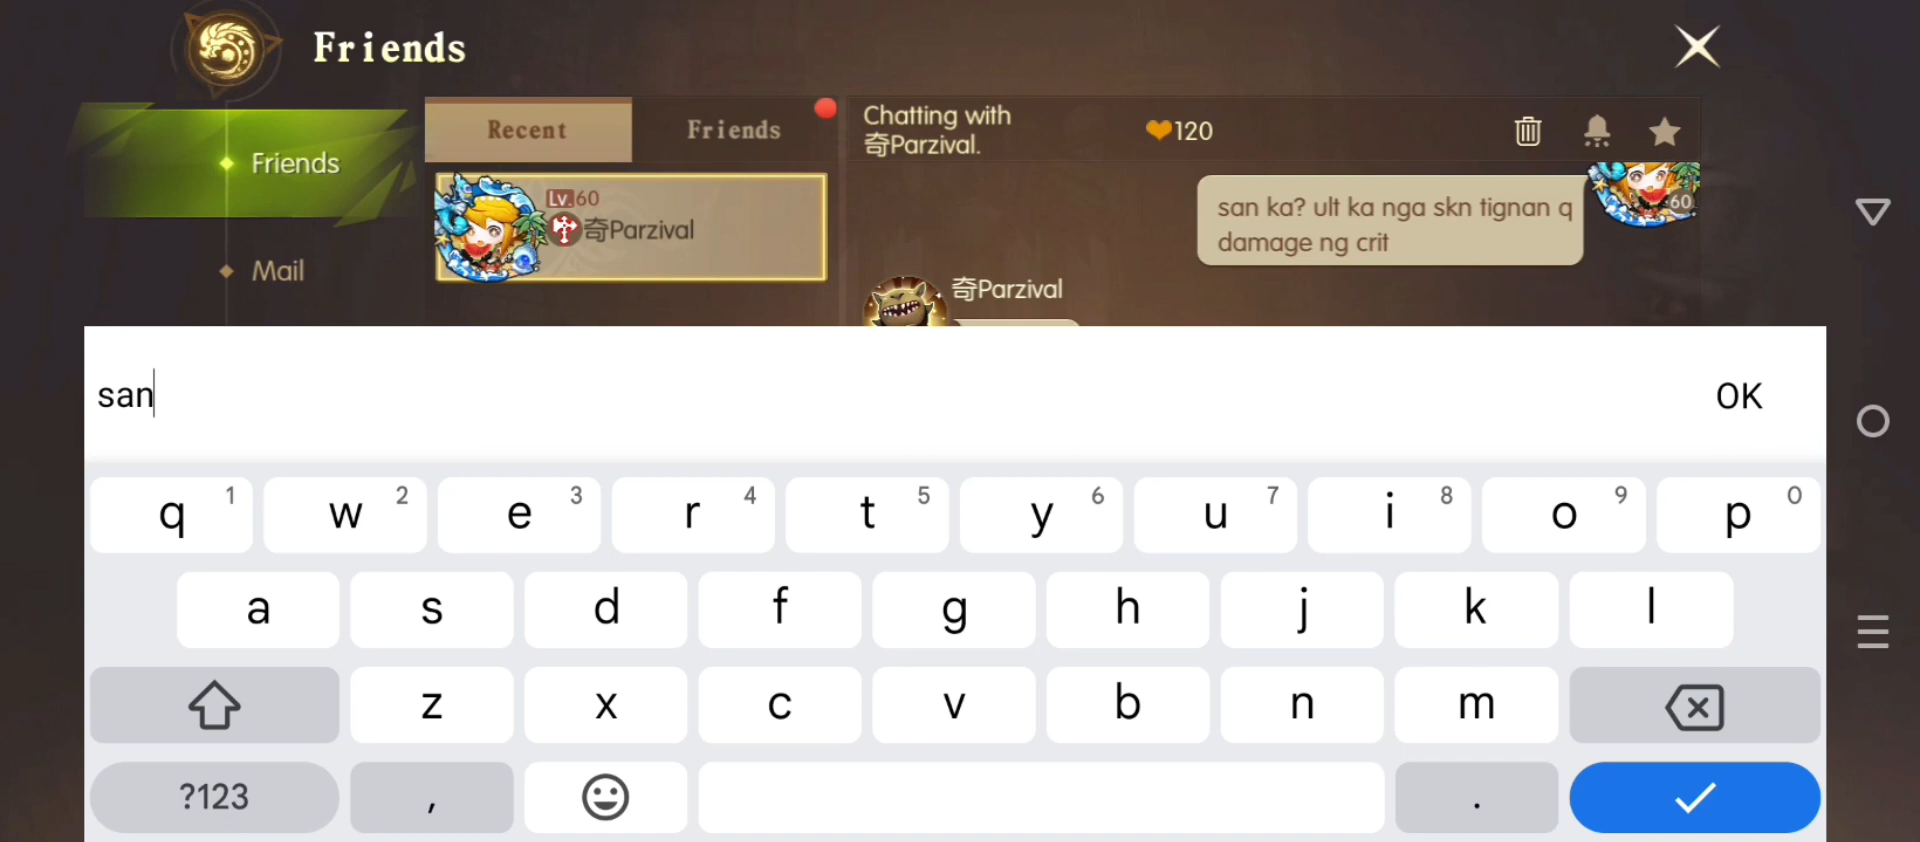 Friends
Friends
Mail
Recent
Friends
Lv.60
奇Parzival
Chatting with
奇Parzival.
120
san ka? ult ka nga skn tignan q
damage ng crit
60
奇Parzival
san
OK
q 1 w 2 e 3 r 4 t 5 y 6 u 7 i 8 o 9 p 0
a s d f g h j k l
z x c v b n m
?123 , .